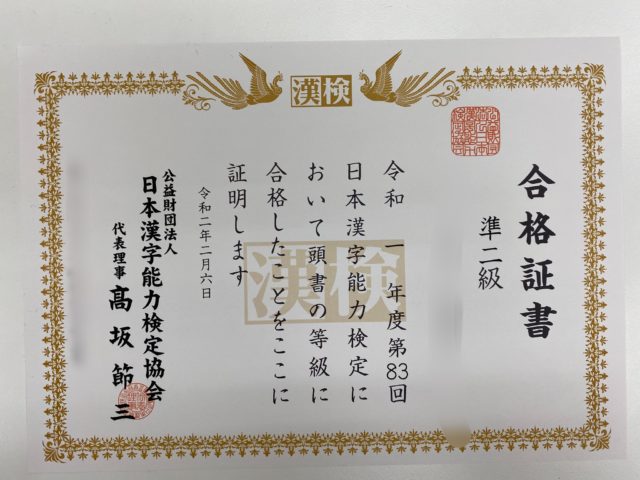 漢検
合格証書
準二級
令和一年度第83回
日本漢字能力検定に
おいて頭書の等級に
合格したことをここに
証明します
令和二年二月六日
公益財団法人
日本漢字能力検定協会
代表理事 髙坂節三
漢検